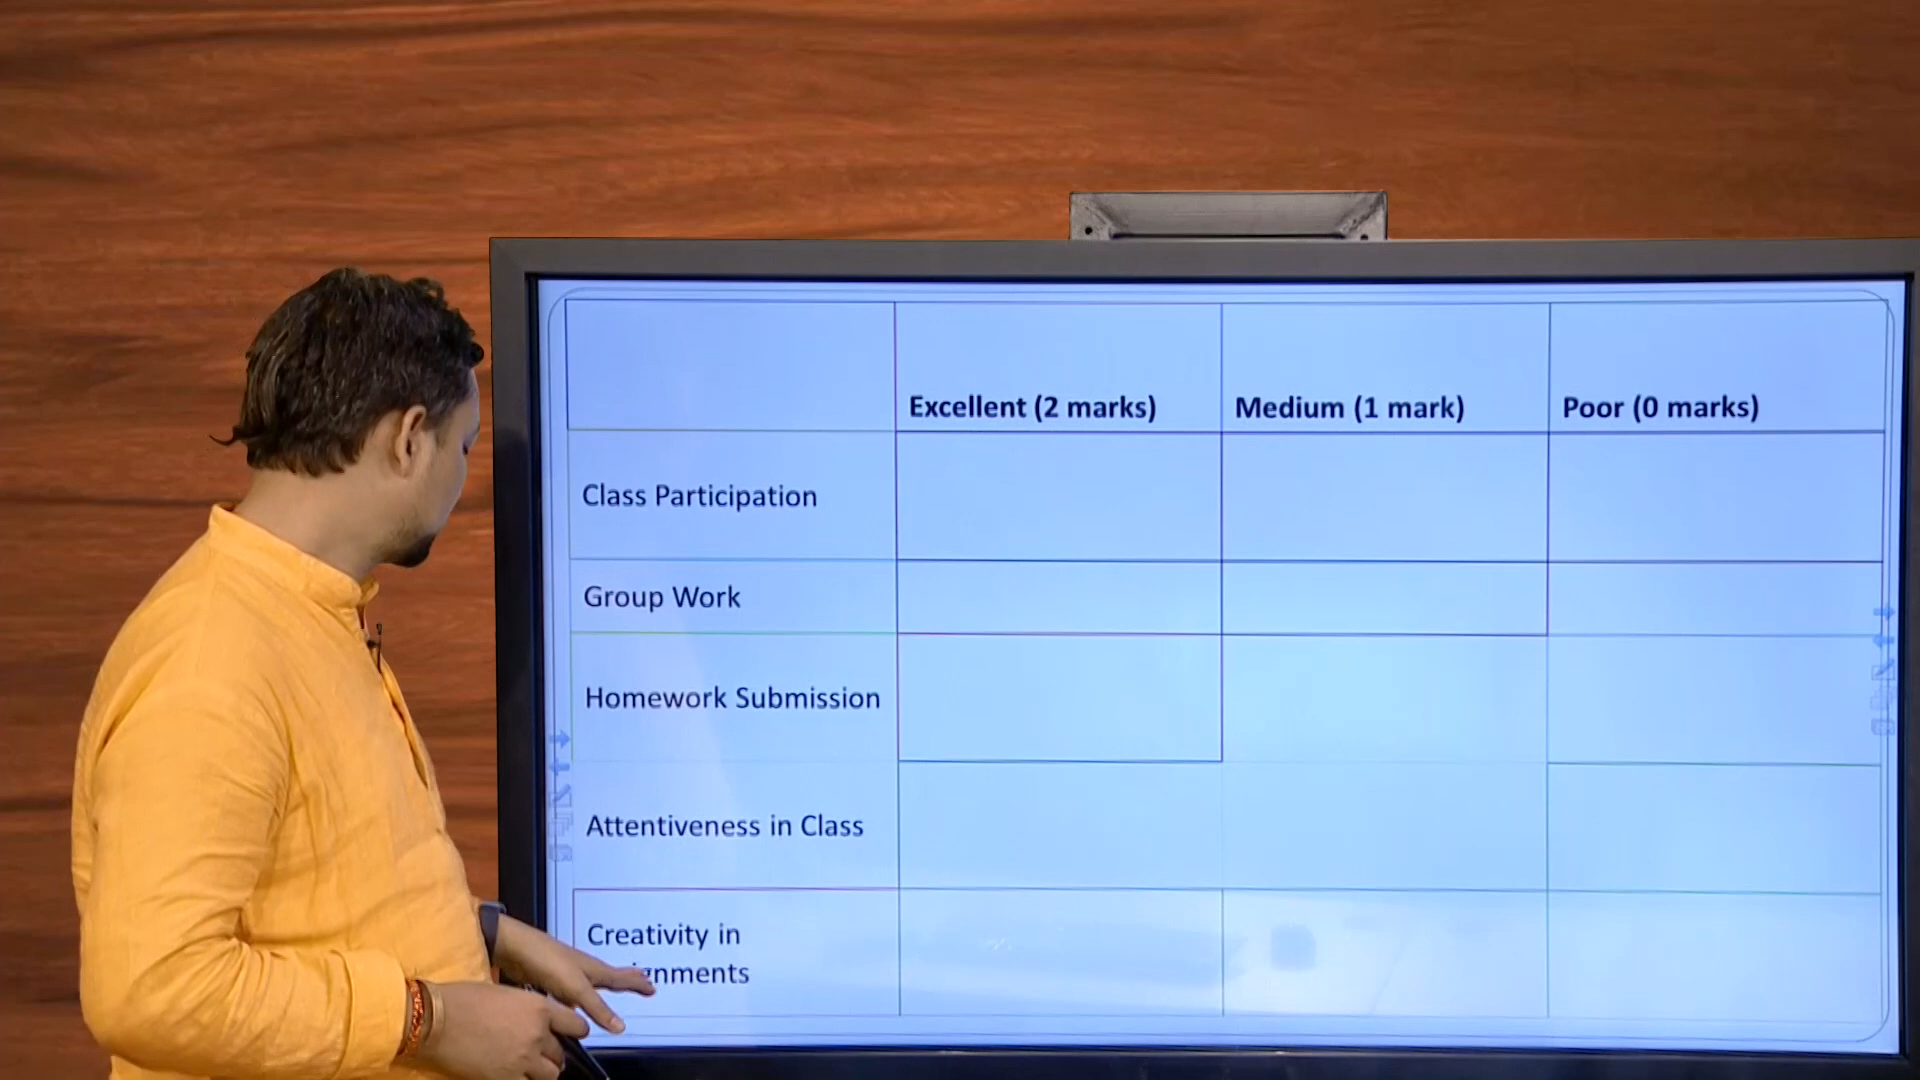 Excellent (2 marks) Medium (1 mark) Poor (0 marks)
Class Participation
Group Work
Homework Submission
Attentiveness in Class
Creativity in